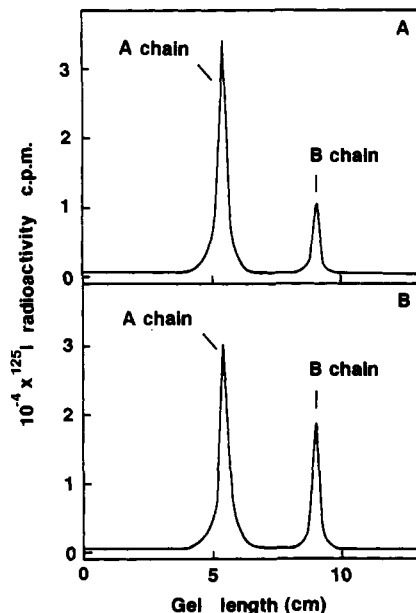 A
A chain
B chain
3
2
1
0
B
A chain
B chain
3
2
1
0
10⁻⁴ x ¹²⁵I radioactivity c.p.m.
0 5 10
Gel length (cm)